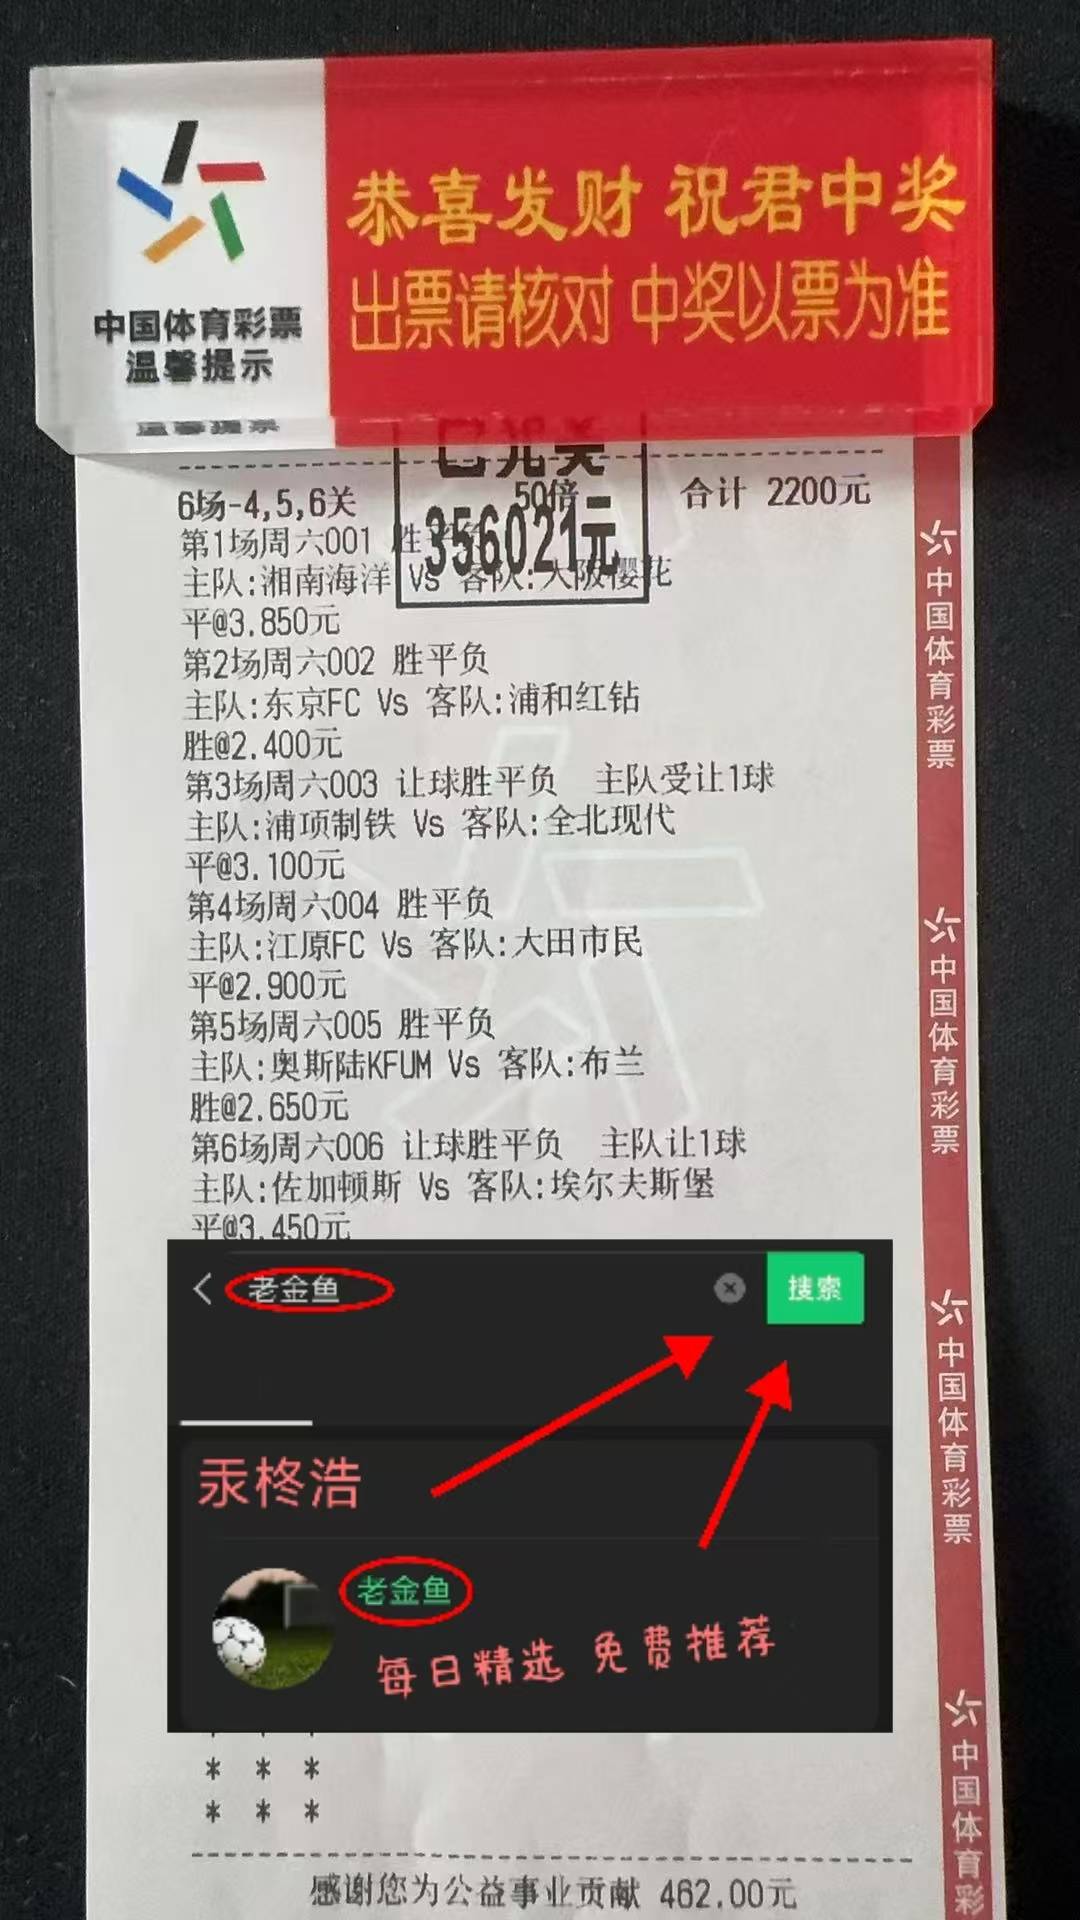 恭喜发财 祝君中奖
出票请核对 中奖以票为准
中国体育彩票
温馨提示
已兑奖
356021元
6场-4,5,6关 50倍 合计 2200元
第1场周六001 胜平负
主队:湘南海洋 Vs 客队:大阪樱花
平@3.850元
第2场周六002 胜平负
主队:东京FC Vs 客队:浦和红钻
胜@2.400元
第3场周六003 让球胜平负 主队受让1球
主队:浦项制铁 Vs 客队:全北现代
平@3.100元
第4场周六004 胜平负
主队:江原FC Vs 客队:大田市民
平@2.900元
第5场周六005 胜平负
主队:奥斯陆KFUM Vs 客队:布兰
胜@2.650元
第6场周六006 让球胜平负 主队让1球
主队:佐加顿斯 Vs 客队:埃尔夫斯堡
平@3.450元
老金鱼 搜索
汞柊浩
老金鱼
每日精选 免费推荐
* * *
* * *
感谢您为公益事业贡献 462.00元
中国体育彩票
中国体育彩票
中国体育彩票
中国体育彩